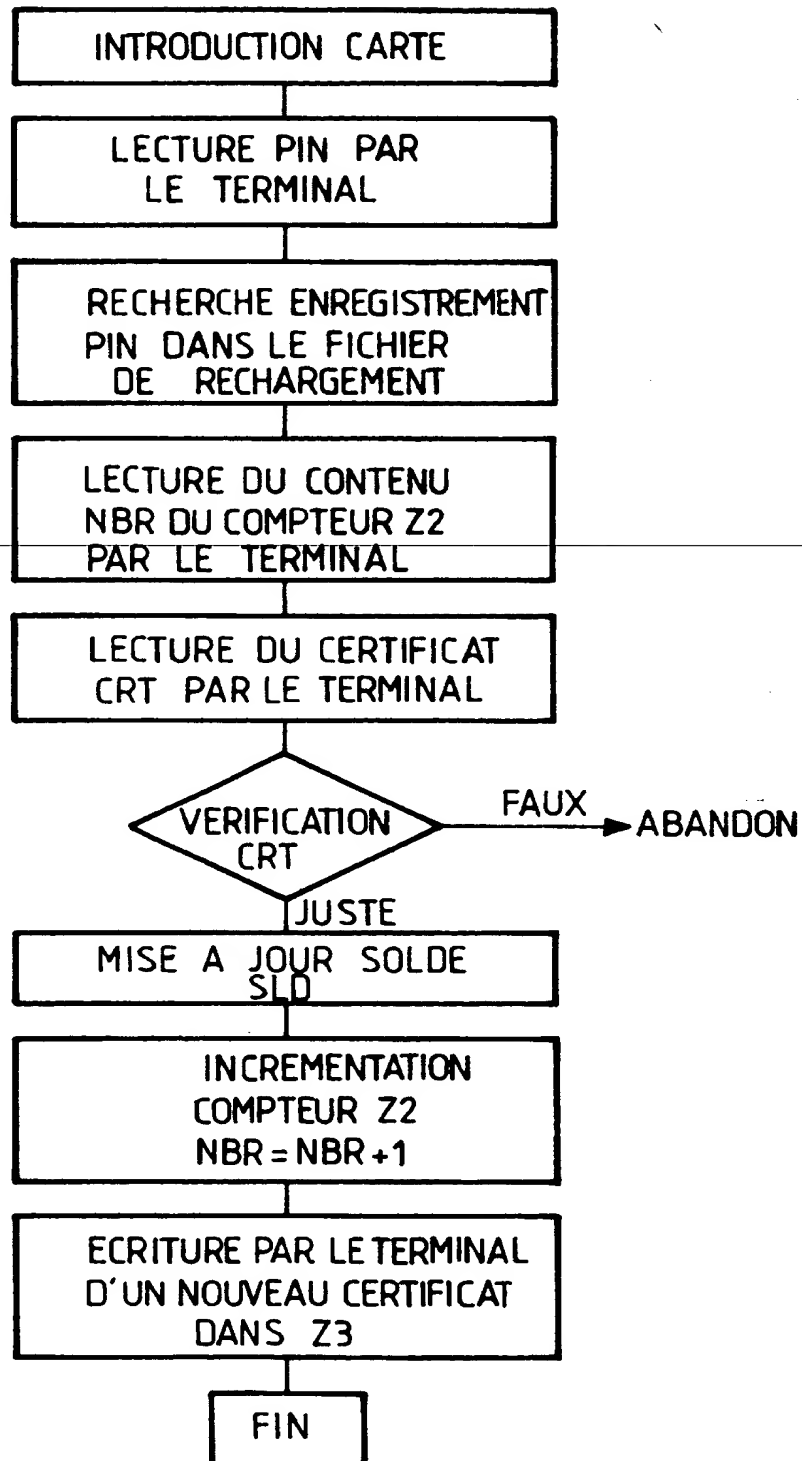 INTRODUCTION CARTE
LECTURE PIN PAR
LE TERMINAL
RECHERCHE ENREGISTREMENT
PIN DANS LE FICHIER
DE RECHARGEMENT
LECTURE DU CONTENU
NBR DU COMPTEUR Z2
PAR LE TERMINAL
LECTURE DU CERTIFICAT
CRT PAR LE TERMINAL
VERIFICATION
CRT
FAUX
ABANDON
JUSTE
MISE A JOUR SOLDE
SLD
INCREMENTATION
COMPTEUR Z2
NBR = NBR +1
ECRITURE PAR LE TERMINAL
D'UN NOUVEAU CERTIFICAT
DANS Z3
FIN